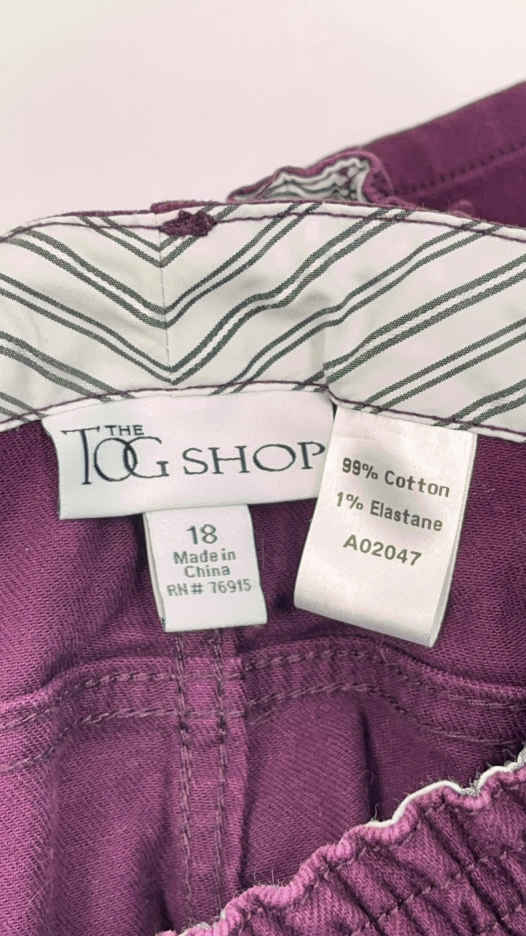 THE
TOG SHOP
99% Cotton
1% Elastane
A02047
18
Made in
China
RN# 76915